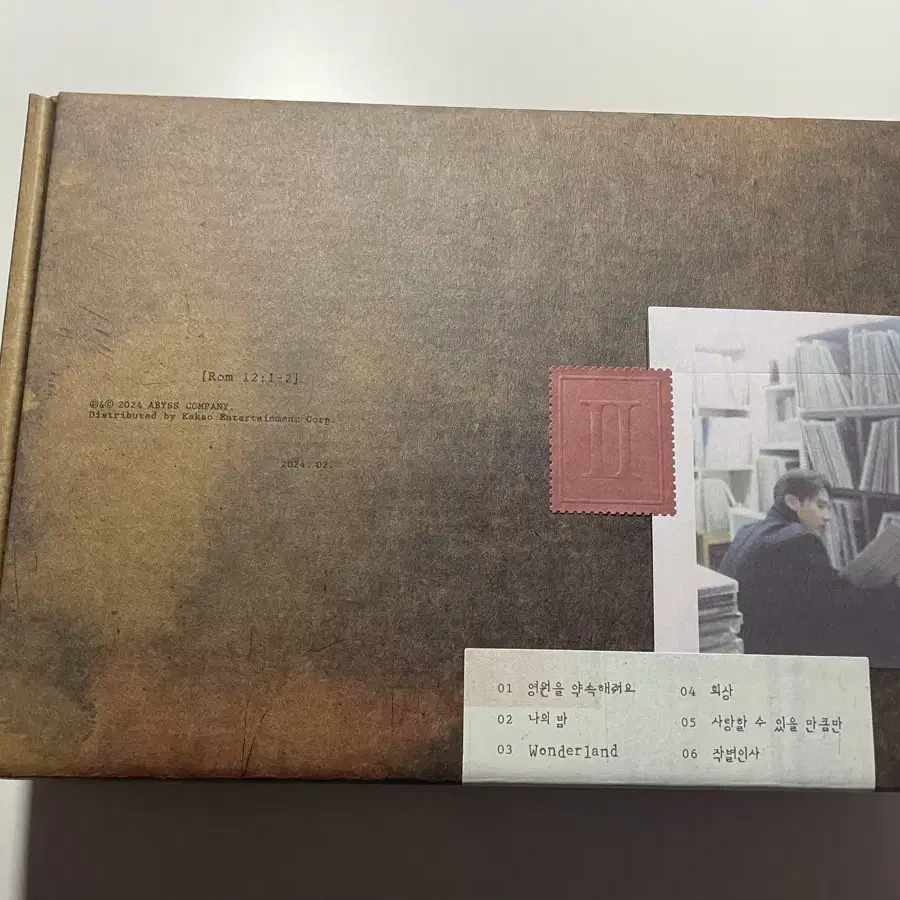 [Rom 12:1-2]
℗&© 2024 ABYSS COMPANY.
Distributed by Kakao Entertainment Corp.
2024. 02.
II
01 영원을 약속해줘요
02 나의 밤
03 Wonderland
04 회상
05 사랑할 수 있을 만큼만
06 작별인사